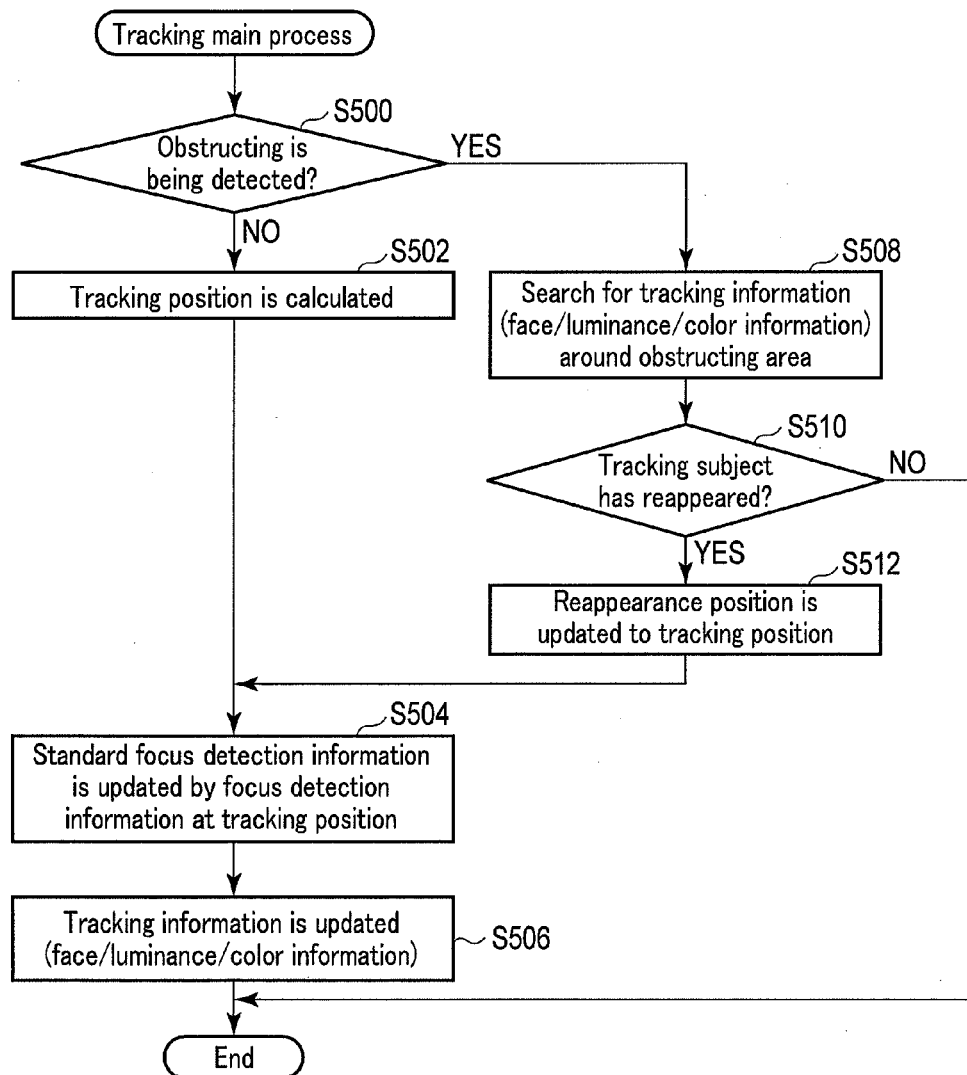 Tracking main process
S500
Obstructing is
being detected?
YES
NO
S502
Tracking position is calculated
S508
Search for tracking information
(face/luminance/color information)
around obstructing area
S510
Tracking subject
has reappeared?
NO
YES
S512
Reappearance position is
updated to tracking position
S504
Standard focus detection information
is updated by focus detection
information at tracking position
Tracking information is updated
(face/luminance/color information)
S506
End